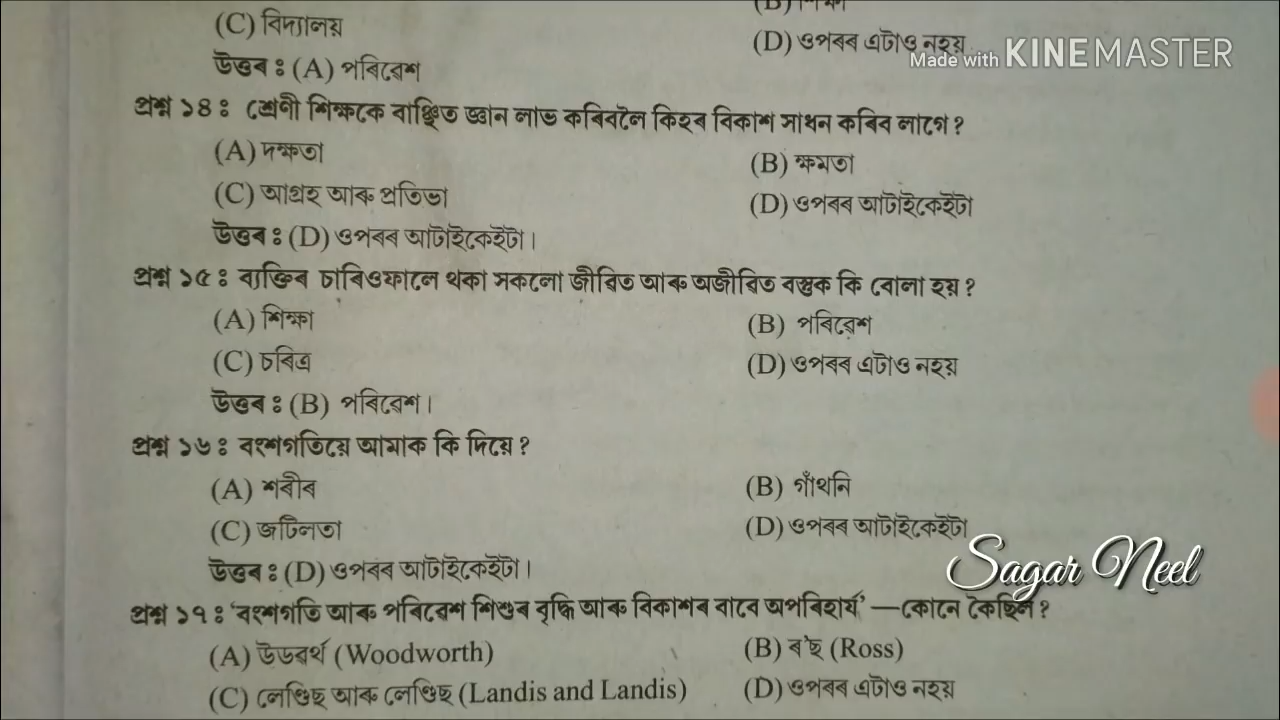 (C) বিদ্যালয়
(D) ওপৰৰ এটাও নহয়
Made with KINEMASTER
উত্তৰ ঃ (A) পৰিৱেশ
প্ৰশ্ন ১৪ ঃ শ্ৰেণী শিক্ষকে বাঞ্ছিত জ্ঞান লাভ কৰিবলৈ কিহৰ বিকাশ সাধন কৰিব লাগে ?
(A) দক্ষতা (B) ক্ষমতা
(C) আগ্ৰহ আৰু প্ৰতিভা (D) ওপৰৰ আটাইকেইটা
উত্তৰ ঃ (D) ওপৰৰ আটাইকেইটা।
প্ৰশ্ন ১৫ ঃ ব্যক্তিৰ চাৰিওফালে থকা সকলো জীৱিত আৰু অজীৱিত বস্তুক কি বোলা হয় ?
(A) শিক্ষা (B) পৰিৱেশ
(C) চৰিত্ৰ (D) ওপৰৰ এটাও নহয়
উত্তৰ ঃ (B) পৰিৱেশ।
প্ৰশ্ন ১৬ ঃ বংশগতিয়ে আমাক কি দিয়ে ?
(A) শৰীৰ (B) গাঁথনি
(C) জটিলতা (D) ওপৰৰ আটাইকেইটা
উত্তৰ ঃ (D) ওপৰৰ আটাইকেইটা।
Sagar Neel
প্ৰশ্ন ১৭ ঃ ‘বংশগতি আৰু পৰিৱেশ শিশুৰ বৃদ্ধি আৰু বিকাশৰ বাবে অপৰিহাৰ্য’ —কোনে কৈছিল ?
(A) উডৱৰ্থ (Woodworth) (B) ৰ'ছ (Ross)
(C) লেণ্ডিছ আৰু লেণ্ডিছ (Landis and Landis) (D) ওপৰৰ এটাও নহয়